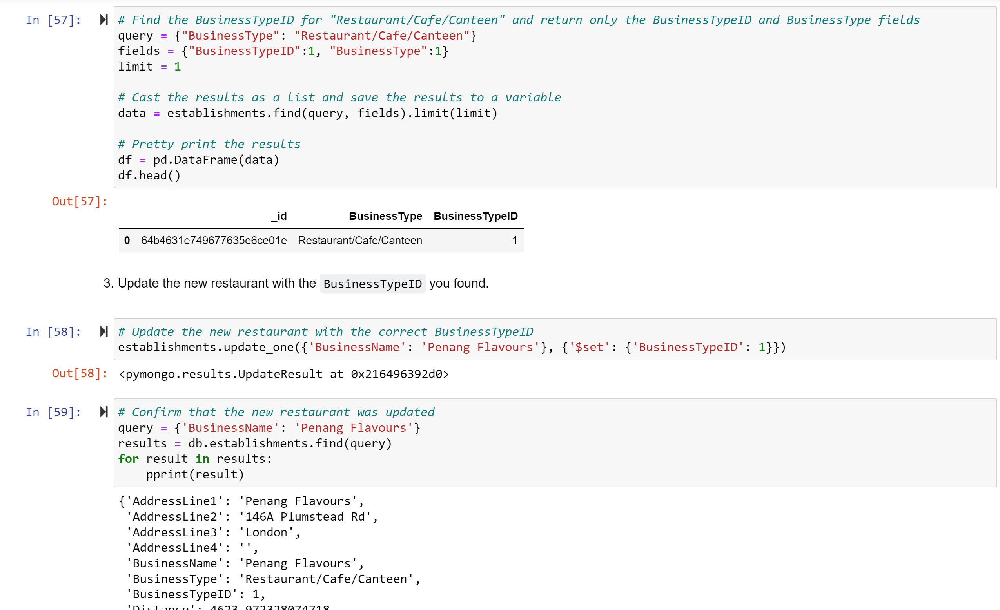 In [57]:
# Find the BusinessTypeID for "Restaurant/Cafe/Canteen" and return only the BusinessTypeID and BusinessType fields
query = {"BusinessType": "Restaurant/Cafe/Canteen"}
fields = {"BusinessTypeID":1, "BusinessType":1}
limit = 1
# Cast the results as a list and save the results to a variable
data = establishments.find(query, fields).limit(limit)
# Pretty print the results
df = pd.DataFrame(data)
df.head()
Out[57]:
_id BusinessType BusinessTypeID
0 64b4631e749677635e6ce01e Restaurant/Cafe/Canteen 1
3. Update the new restaurant with the BusinessTypeID you found.
In [58]:
# Update the new restaurant with the correct BusinessTypeID
establishments.update_one({'BusinessName': 'Penang Flavours'}, {'$set': {'BusinessTypeID': 1}})
Out[58]: <pymongo.results.UpdateResult at 0x216496392d0>
In [59]:
# Confirm that the new restaurant was updated
query = {'BusinessName': 'Penang Flavours'}
results = db.establishments.find(query)
for result in results:
    pprint(result)
{'AddressLine1': 'Penang Flavours',
 'AddressLine2': '146A Plumstead Rd',
 'AddressLine3': 'London',
 'AddressLine4': '',
 'BusinessName': 'Penang Flavours',
 'BusinessType': 'Restaurant/Cafe/Canteen',
 'BusinessTypeID': 1,
 'Distance': 4623.972328074718